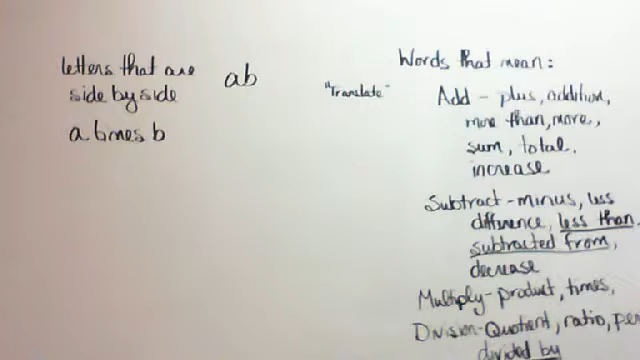 letters that are
side by side
ab
a times b
"Translate"
Words that mean:
Add - plus, addition,
more than, more,
sum, total,
increase
Subtract - minus, less
difference, less than,
subtracted from,
decrease
Multiply - product, times,
Division - Quotient, ratio,
divided by